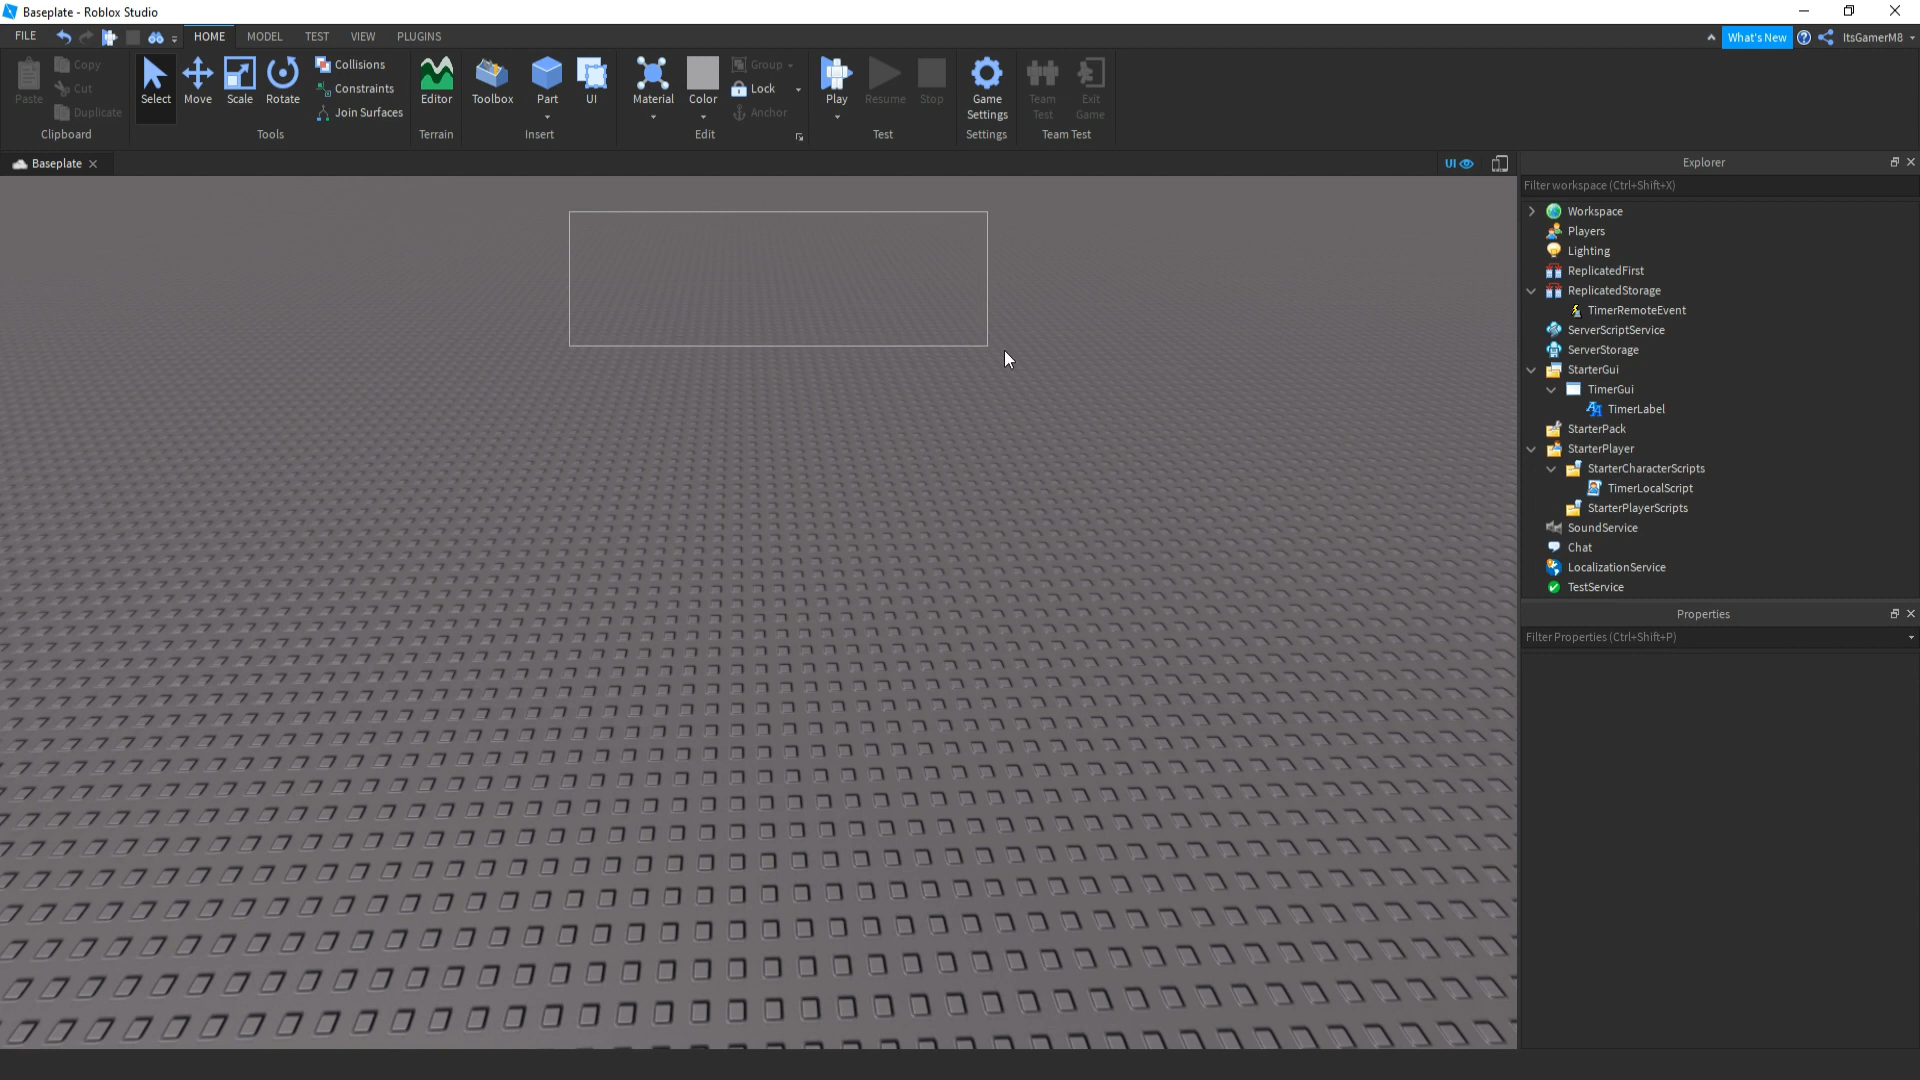 Baseplate - Roblox Studio
FILE HOME MODEL TEST VIEW PLUGINS What's New ItsGamerM8
Paste Copy Cut Duplicate
Clipboard
Select Move Scale Rotate Collisions Constraints Join Surfaces
Tools
Editor
Terrain
Toolbox Part UI
Insert
Material Color Group Lock Anchor
Edit
Play Resume Stop
Test
Game Settings
Settings
Team Test Exit Game
Team Test
Baseplate UI
Explorer
Filter workspace (Ctrl+Shift+X)
Workspace
Players
Lighting
ReplicatedFirst
ReplicatedStorage
TimerRemoteEvent
ServerScriptService
ServerStorage
StarterGui
TimerGui
TimerLabel
StarterPack
StarterPlayer
StarterCharacterScripts
TimerLocalScript
StarterPlayerScripts
SoundService
Chat
LocalizationService
TestService
Properties
Filter Properties (Ctrl+Shift+P)